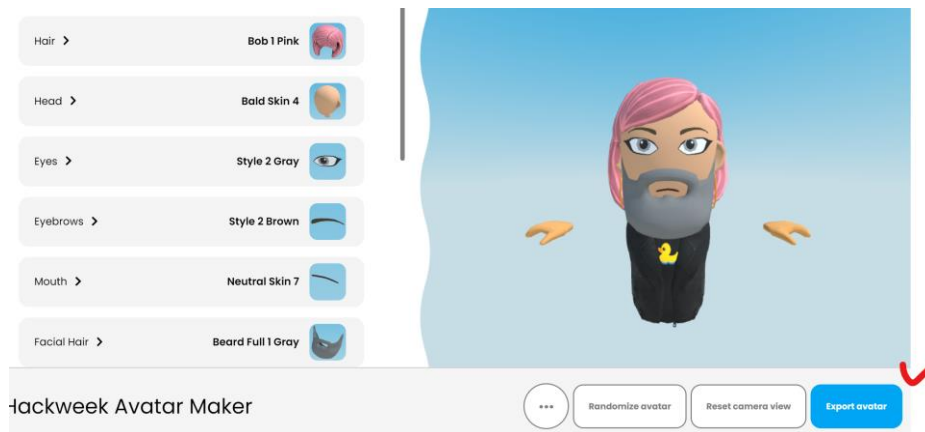 Hair > Bob 1 Pink
Head > Bald Skin 4
Eyes > Style 2 Gray
Eyebrows > Style 2 Brown
Mouth > Neutral Skin 7
Facial Hair > Beard Full 1 Gray
Hackweek Avatar Maker
••• Randomize avatar Reset camera view Export avatar